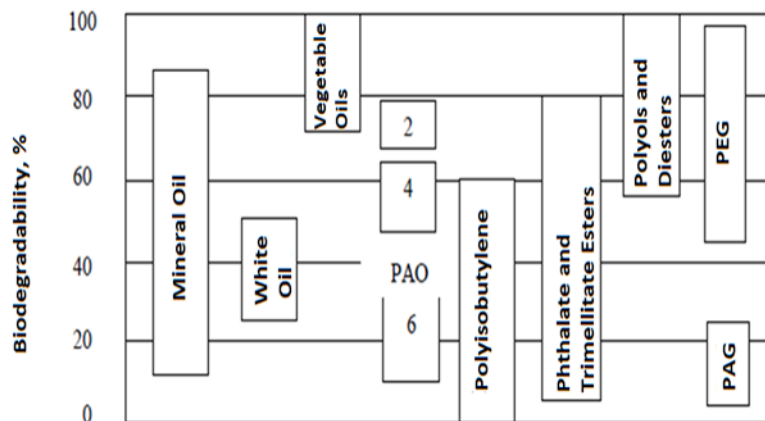 Biodegradability, %
100
80
60
40
20
0
Mineral Oil
White
Oil
Vegetable
Oils
2
4
PAO
6
Polyisobutylene
Phthalate and
Trimellitate Esters
Polyols and
Diesters
PEG
PAG